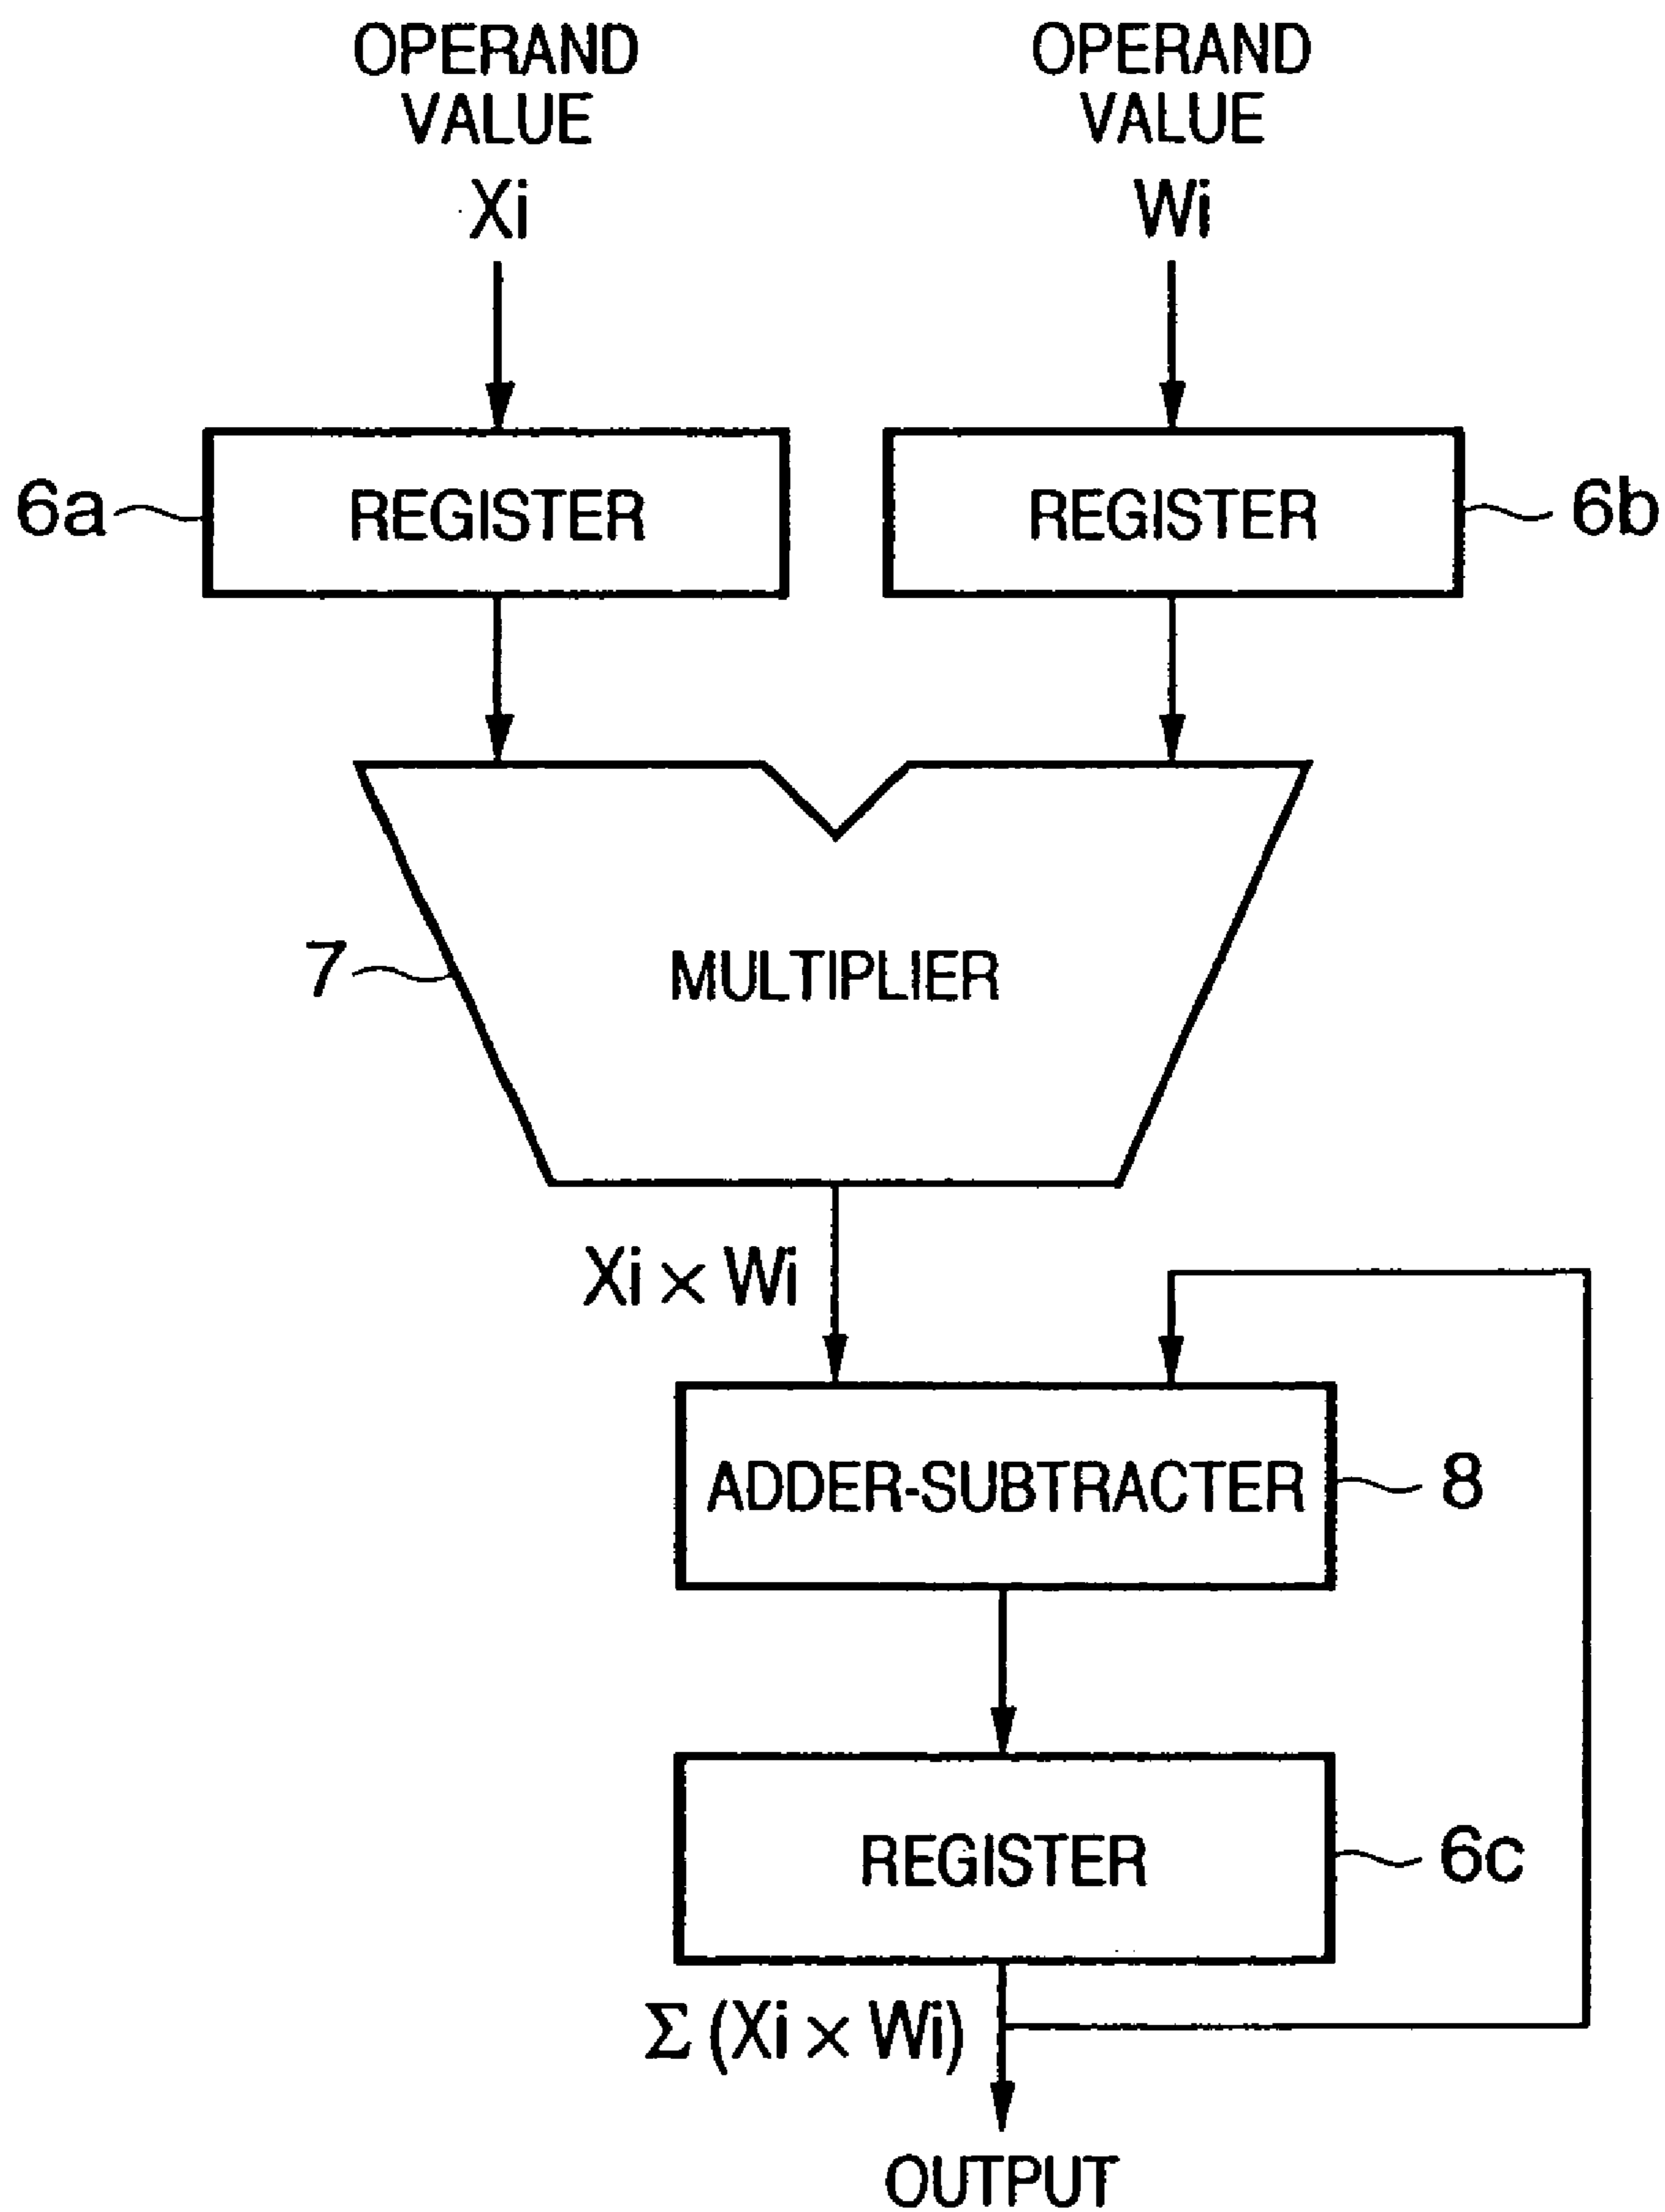 OPERAND
VALUE
Xi
OPERAND
VALUE
Wi
6a
REGISTER
REGISTER
6b
7
MULTIPLIER
Xi × Wi
ADDER-SUBTRACTER
8
REGISTER
6c
Σ (Xi × Wi)
OUTPUT